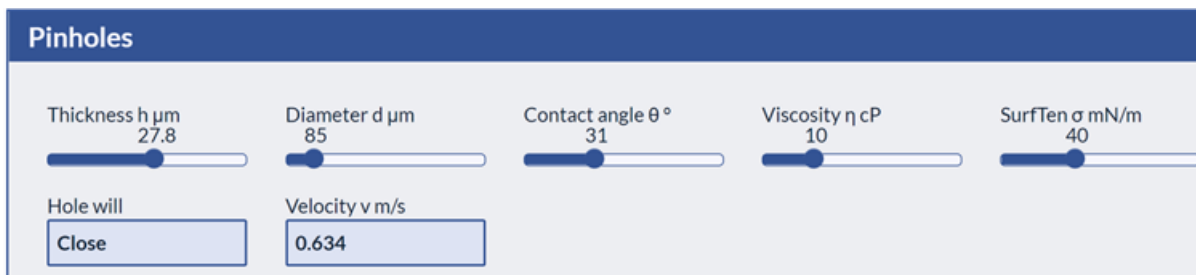 Pinholes
Thickness h μm Diameter d μm Contact angle θ º Viscosity η cP SurfTen σ mN/m
27.8 85 31 10 40
Hole will Velocity v m/s
Close 0.634